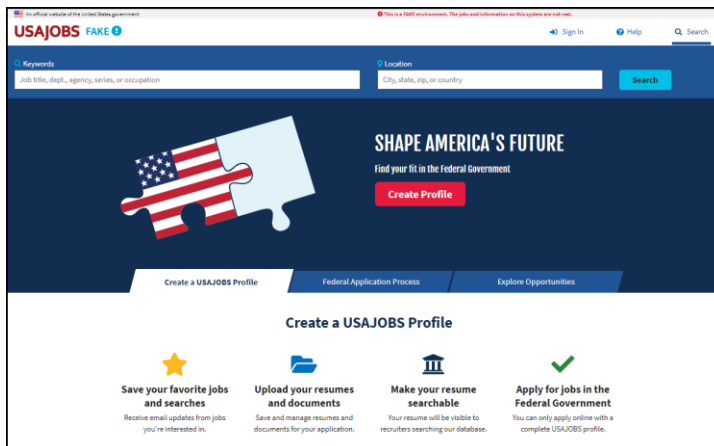 An official website of the United States government
This is a FAKE environment. The jobs and information on this system are not real.
USAJOBS FAKE
Sign In
Help
Search
Keywords
Location
Job title, dept., agency, series, or occupation
City, state, zip, or country
Search
SHAPE AMERICA'S FUTURE
Find your fit in the Federal Government
Create Profile
Create a USAJOBS Profile
Federal Application Process
Explore Opportunities
Create a USAJOBS Profile
Save your favorite jobs
and searches
Receive email updates from jobs
you're interested in.
Upload your resumes
and documents
Save and manage resumes and
documents for your application.
Make your resume
searchable
Your resume will be visible to
recruiters searching our database.
Apply for jobs in the
Federal Government
You can only apply online with a
complete USAJOBS profile.